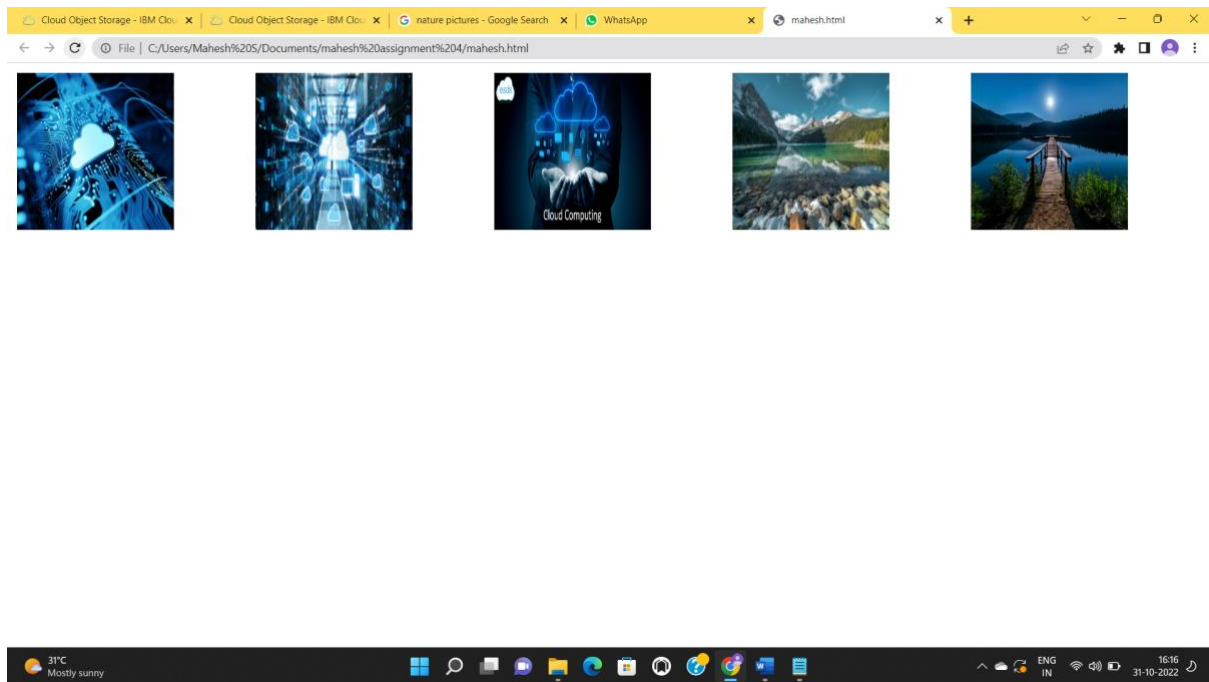 Cloud Object Storage - IBM Clou
Cloud Object Storage - IBM Clou
nature pictures - Google Search
WhatsApp
mahesh.html
File | C:/Users/Mahesh%20S/Documents/mahesh%20assignment%204/mahesh.html
Cloud Computing
31°C
Mostly sunny
ENG
IN
16:16
31-10-2022